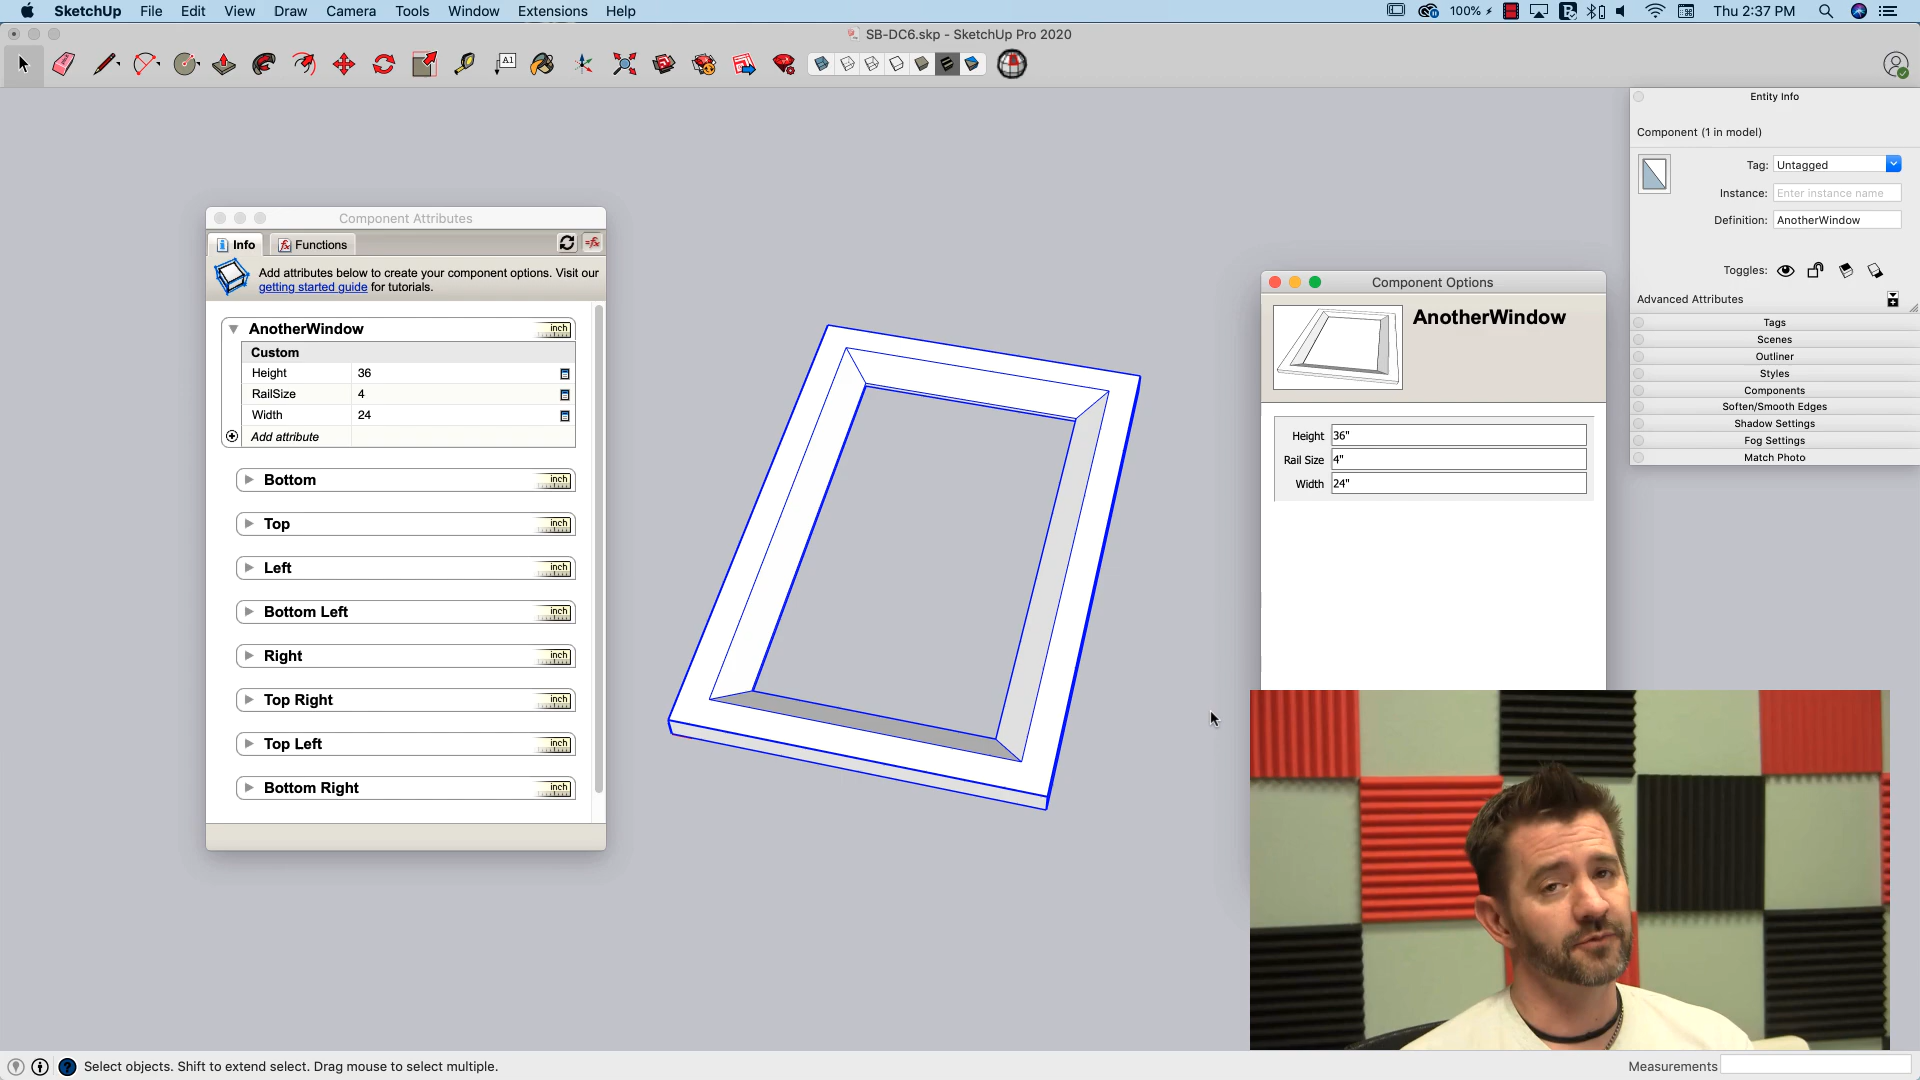 SketchUp File Edit View Draw Camera Tools Window Extensions Help
100% Thu 2:37 PM
SB-DC6.skp - SketchUp Pro 2020
A1
Entity Info
Component (1 in model)
Tag: Untagged
Instance: Enter instance name
Definition: AnotherWindow
Toggles:
Advanced Attributes
Tags
Scenes
Outliner
Styles
Components
Soften/Smooth Edges
Shadow Settings
Fog Settings
Match Photo
Component Attributes
Info Functions =fx
Add attributes below to create your component options. Visit our
getting started guide for tutorials.
AnotherWindow inch
Custom
Height 36
RailSize 4
Width 24
Add attribute
Bottom inch
Top inch
Left inch
Bottom Left inch
Right inch
Top Right inch
Top Left inch
Bottom Right inch
Component Options
AnotherWindow
Height 36"
Rail Size 4"
Width 24"
Select objects. Shift to extend select. Drag mouse to select multiple.
Measurements